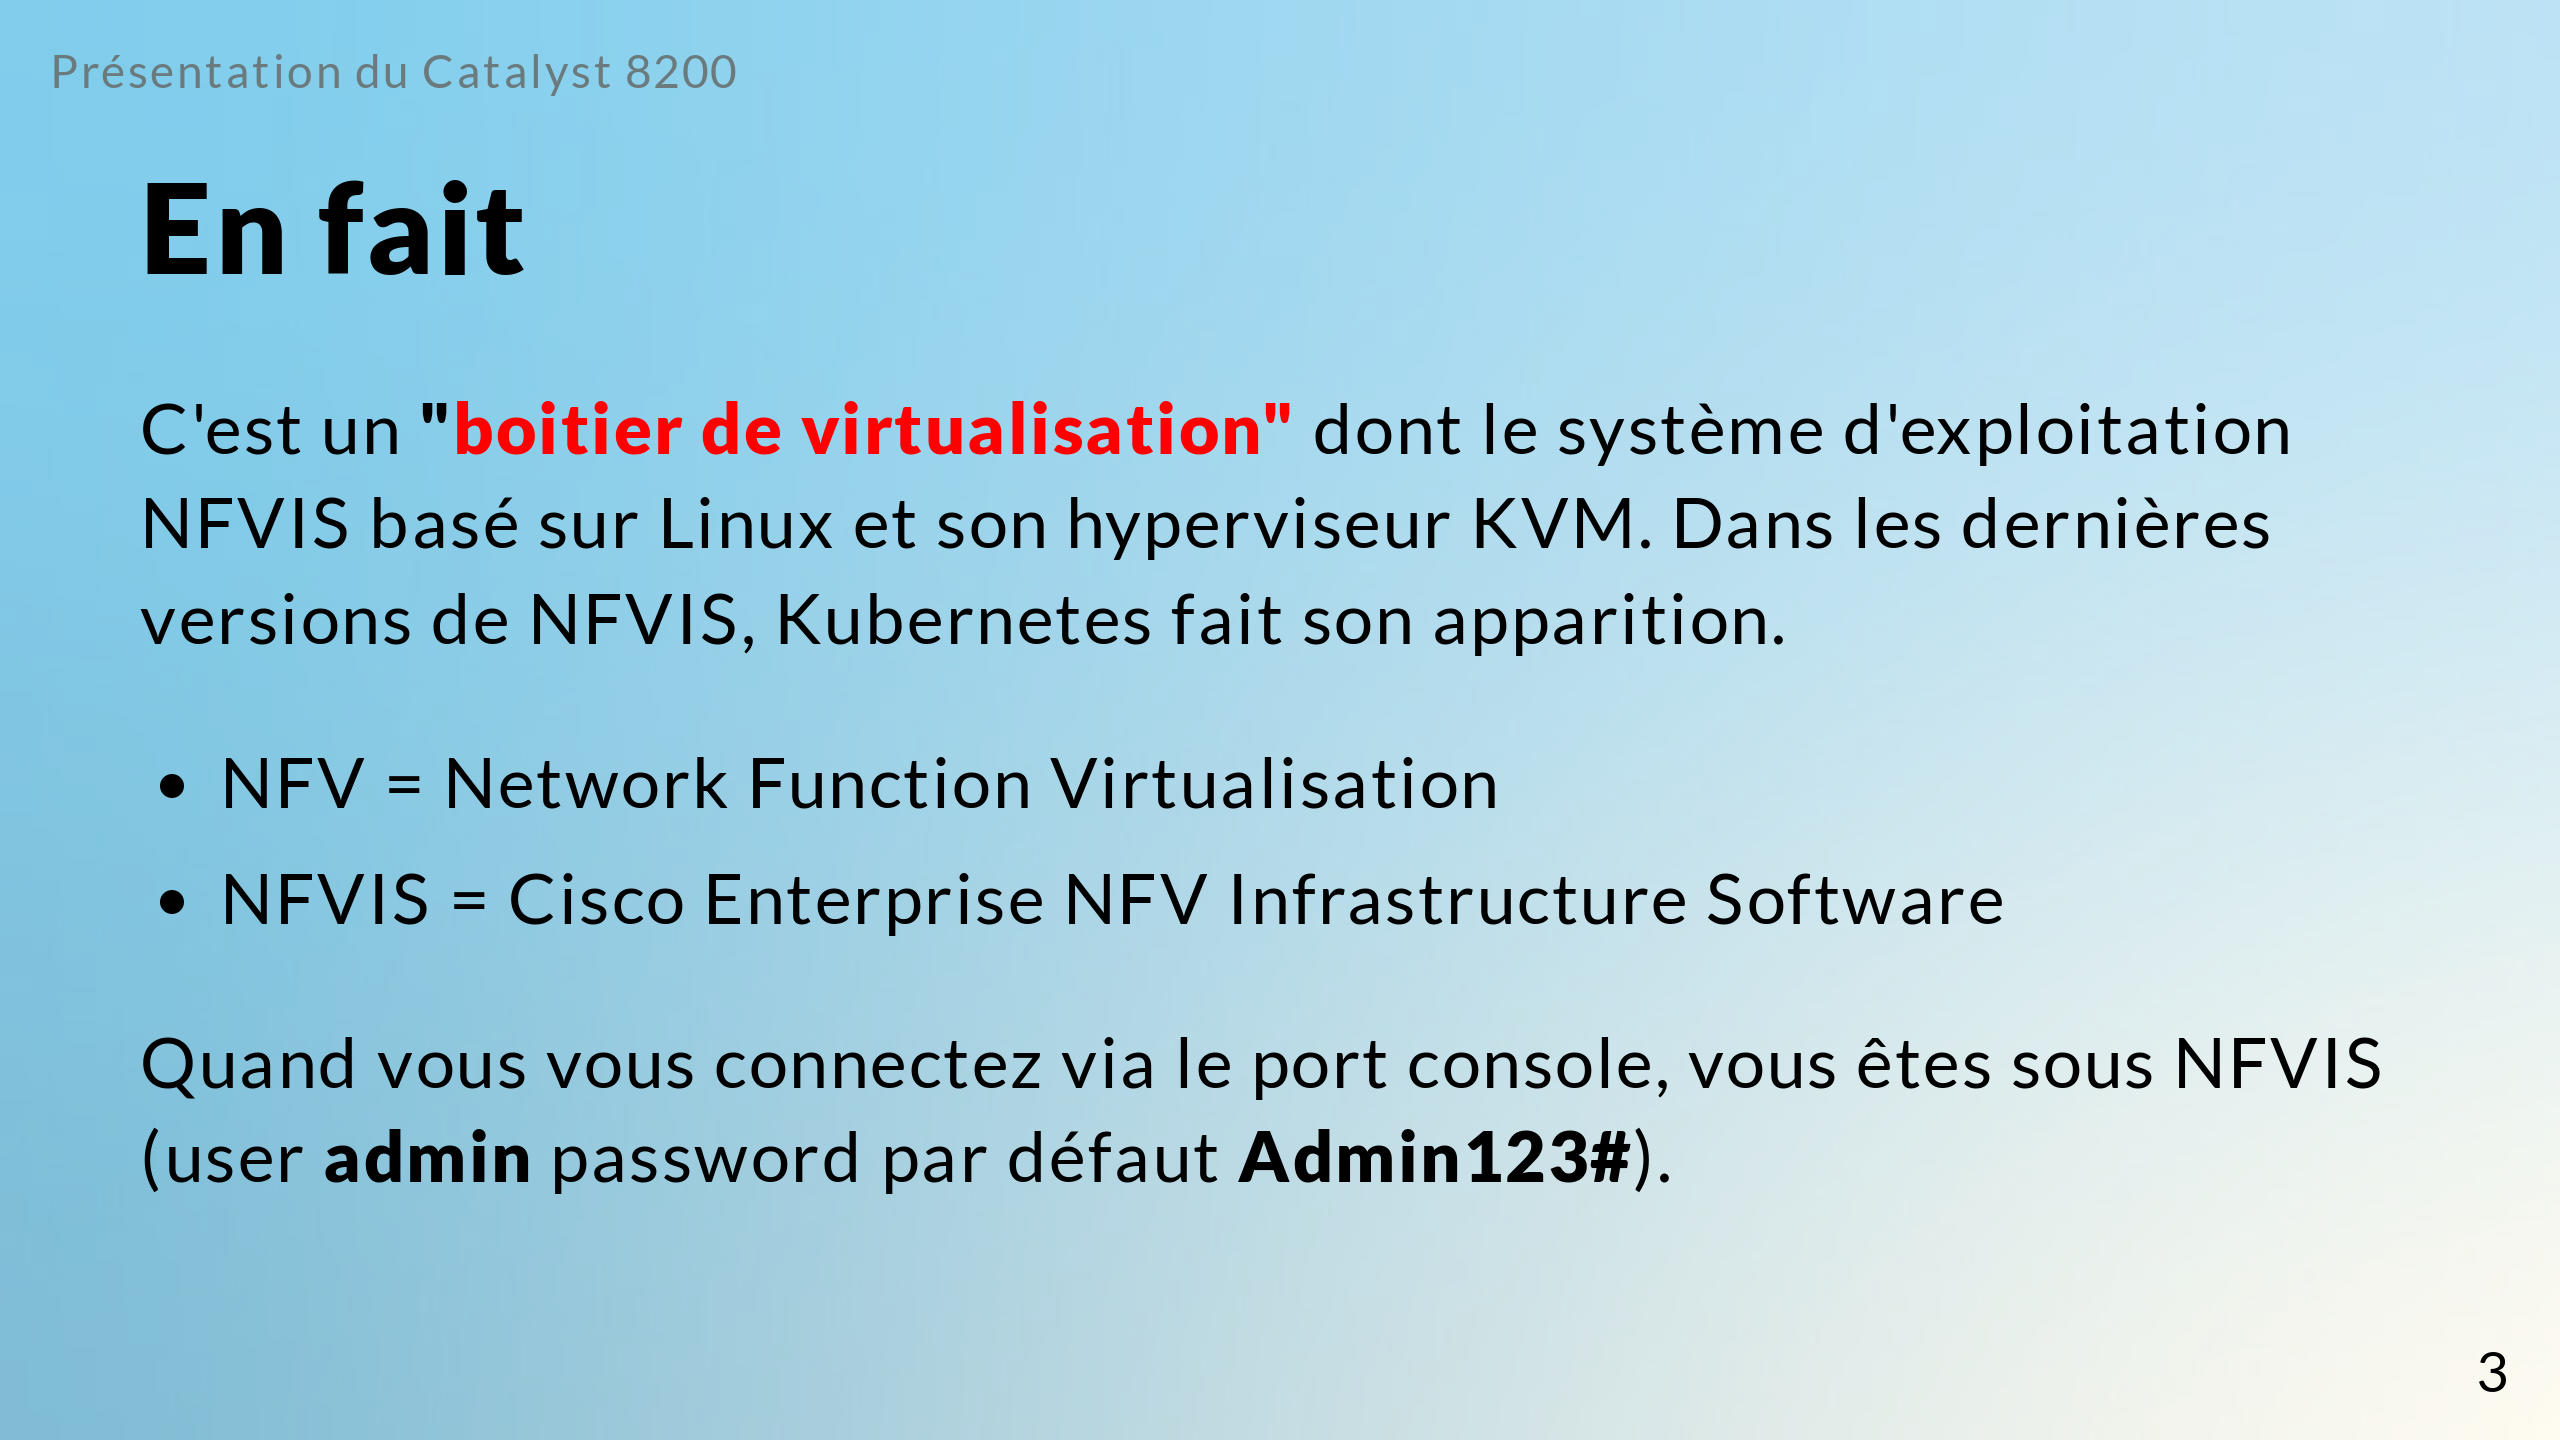 Présentation du Catalyst 8200
En fait
C'est un "boitier de virtualisation" dont le système d'exploitation
NFVIS basé sur Linux et son hyperviseur KVM. Dans les dernières
versions de NFVIS, Kubernetes fait son apparition.
• NFV = Network Function Virtualisation
• NFVIS = Cisco Enterprise NFV Infrastructure Software
Quand vous vous connectez via le port console, vous êtes sous NFVIS
(user admin password par défaut Admin123#).
3